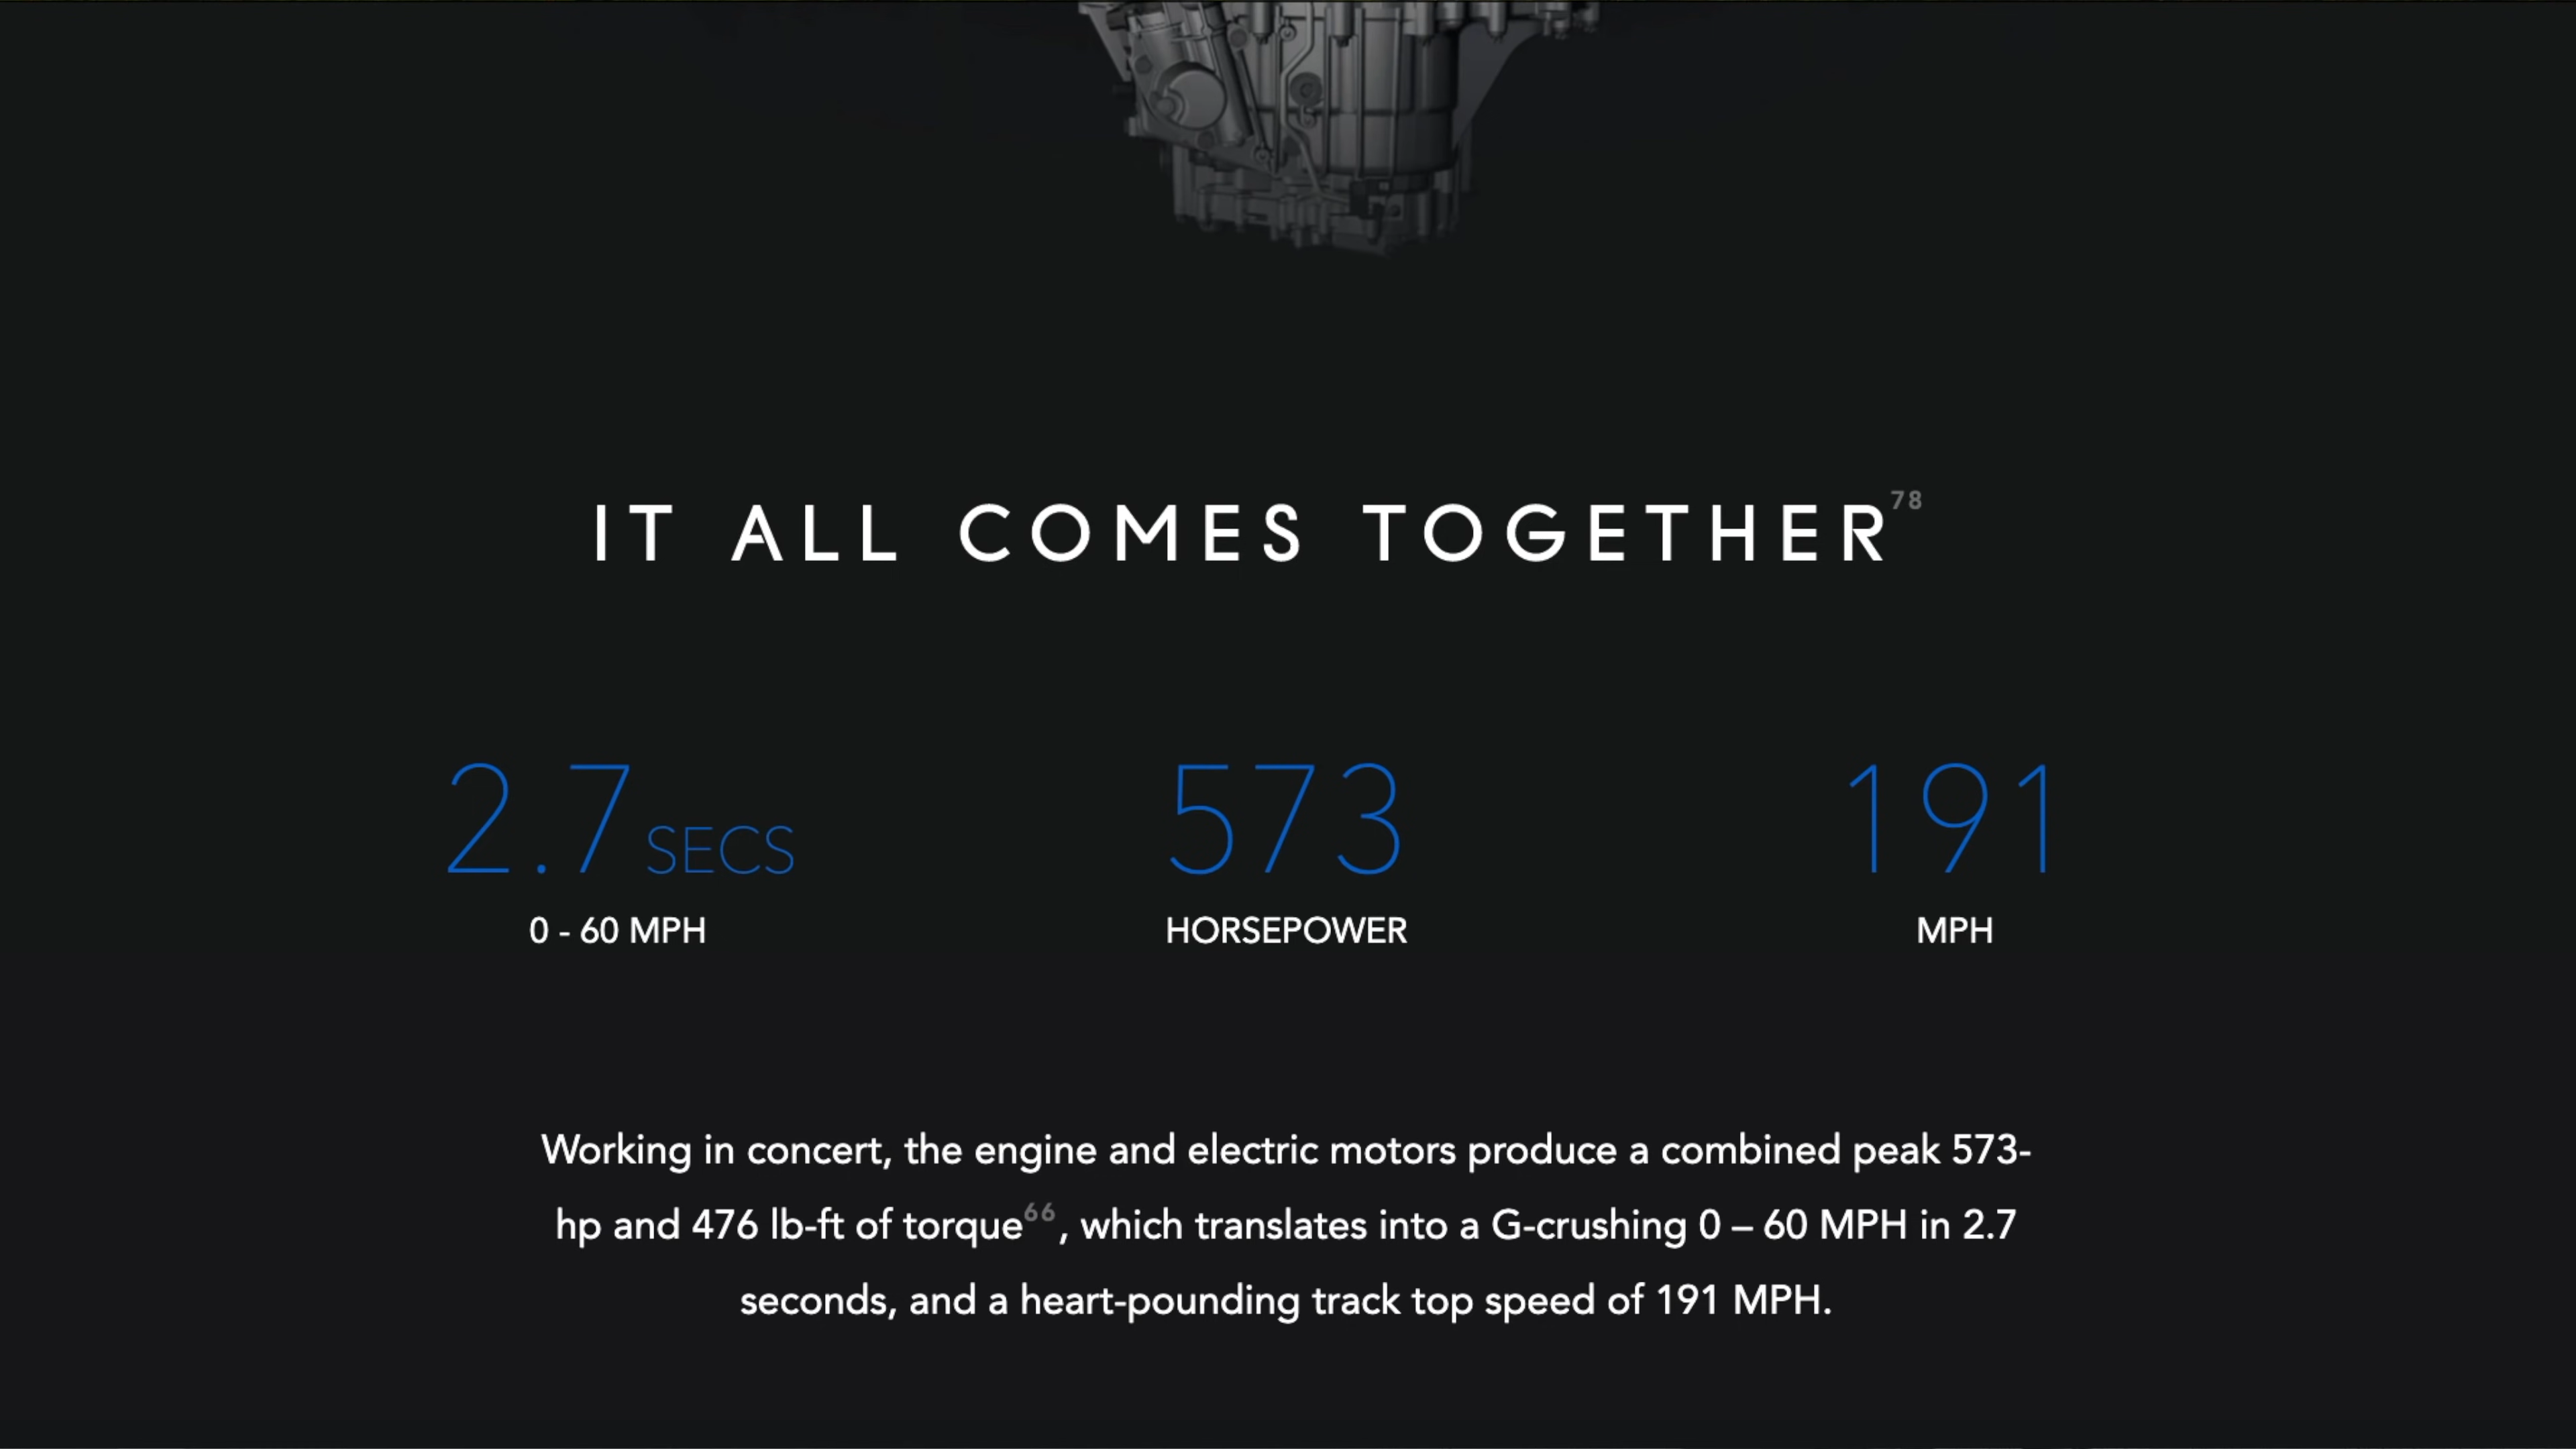 IT ALL COMES TOGETHER78
2.7 SECS
0 - 60 MPH
573
HORSEPOWER
191
MPH
Working in concert, the engine and electric motors produce a combined peak 573-
hp and 476 lb-ft of torque66, which translates into a G-crushing 0 – 60 MPH in 2.7
seconds, and a heart-pounding track top speed of 191 MPH.